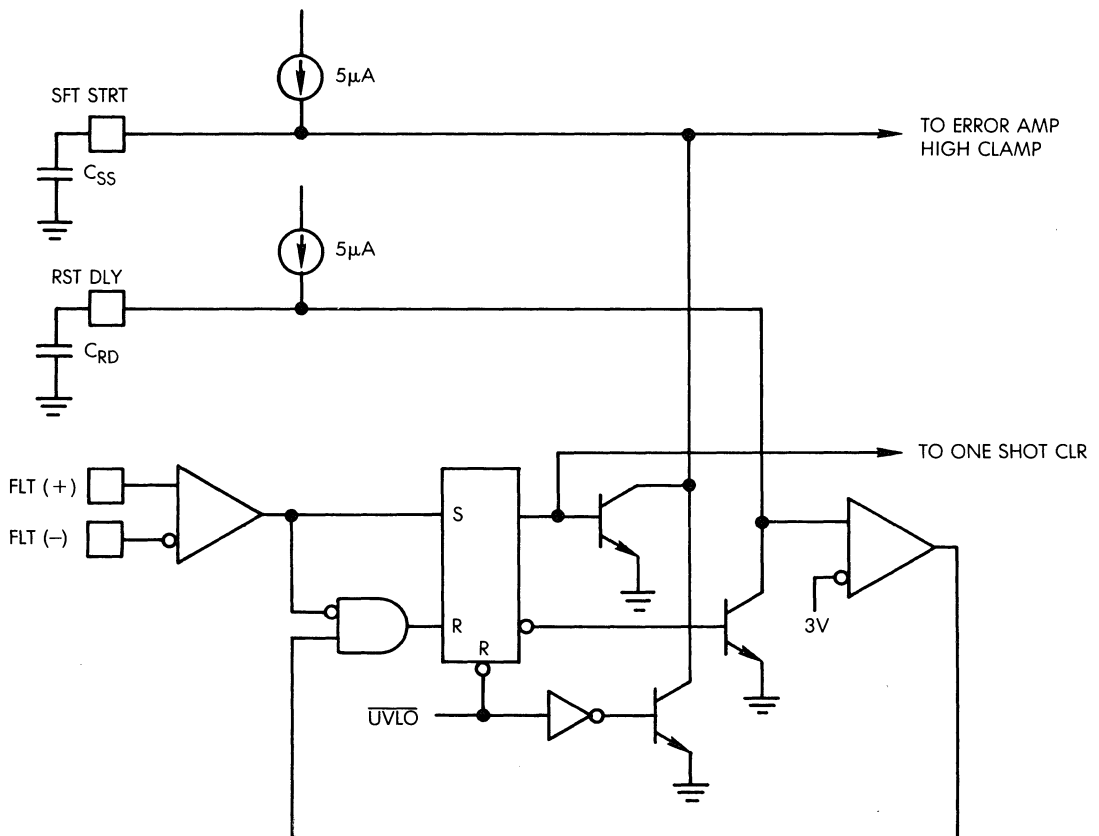 5µA
SFT STRT
TO ERROR AMP
HIGH CLAMP
C_SS
5µA
RST DLY
C_RD
TO ONE SHOT CLR
FLT (+)
FLT (−)
S
R
R
3V
U̅V̅L̅O̅